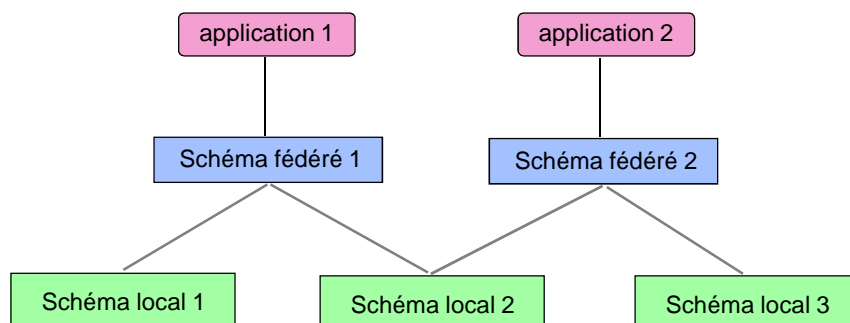 application 1
application 2
Schéma fédéré 1
Schéma fédéré 2
Schéma local 1
Schéma local 2
Schéma local 3